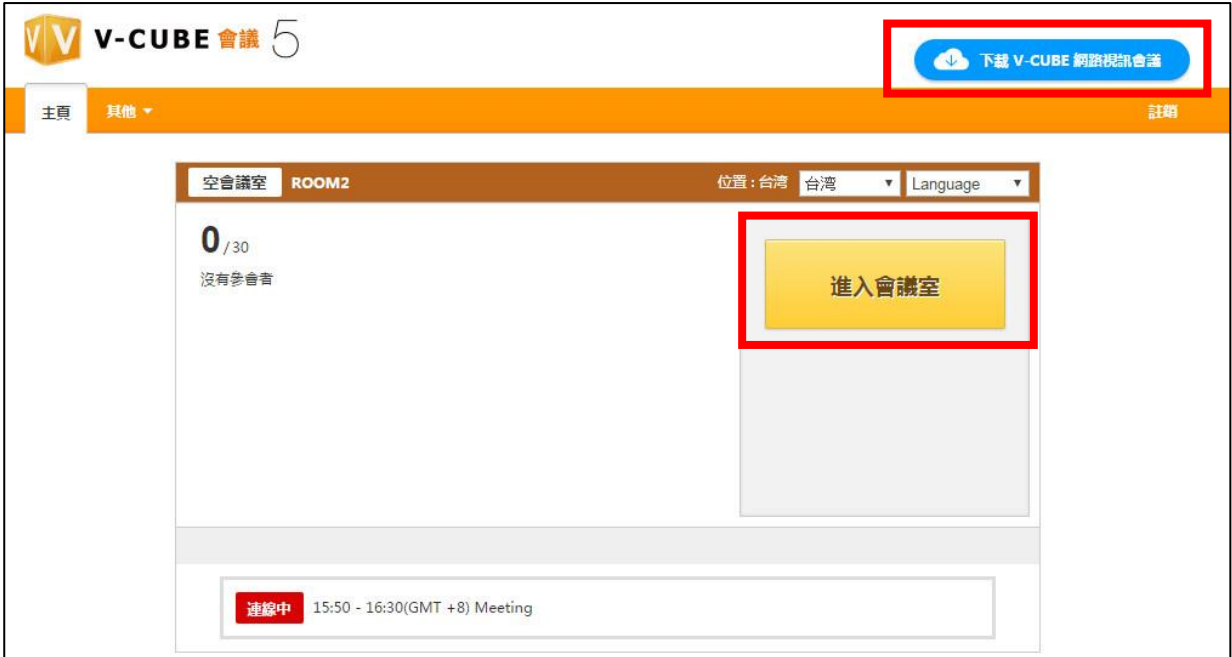 VV V-CUBE 會議 5
下載 V-CUBE 網路視訊會議
主頁 其他 註銷
空會議室 ROOM2 位置:台湾 台湾 Language
0 / 30
沒有參會者
進入會議室
連線中 15:50 - 16:30(GMT +8) Meeting